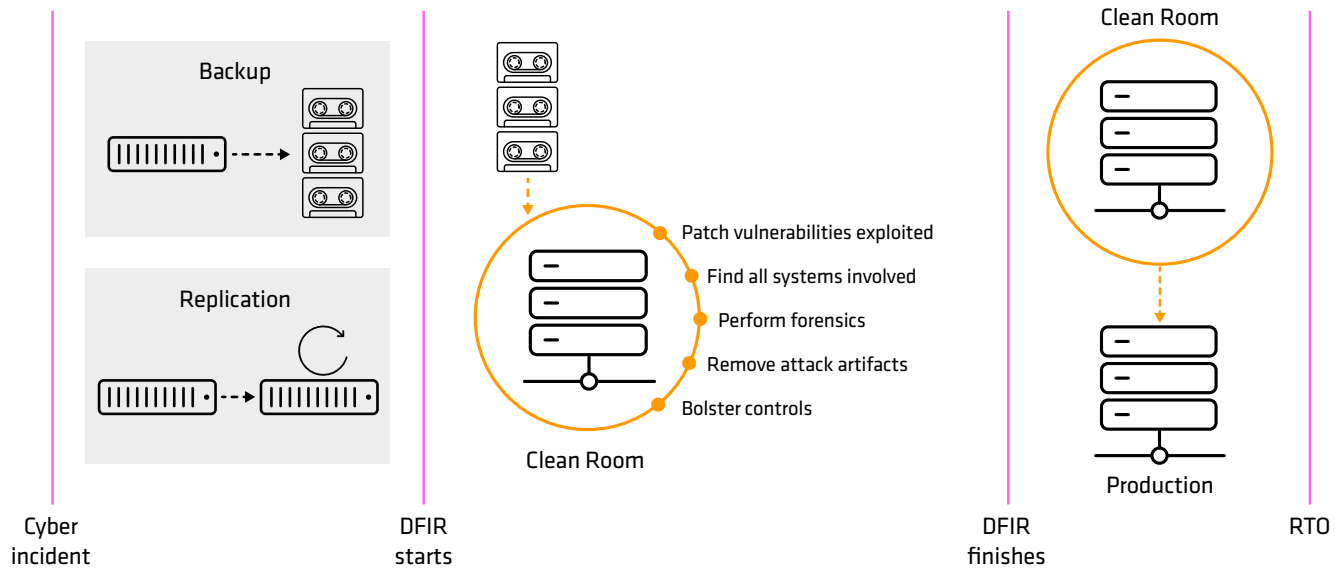 Backup
Replication
Patch vulnerabilities exploited
Find all systems involved
Perform forensics
Remove attack artifacts
Bolster controls
Clean Room
Clean Room
Production
Cyber
incident
DFIR
starts
DFIR
finishes
RTO